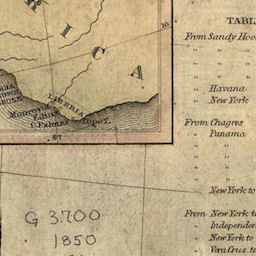 R I C A
10
TABL
From Sandy Hoo
" "
" "
" "
" Havana
" New York
LIBERIA
Monrovia
Edina
C. Palmas
67
From Chagres
" Panama
"
"
"
New York to
G 3700
1850
From New York t
" Independen
" New York to
" Vera Cruz to